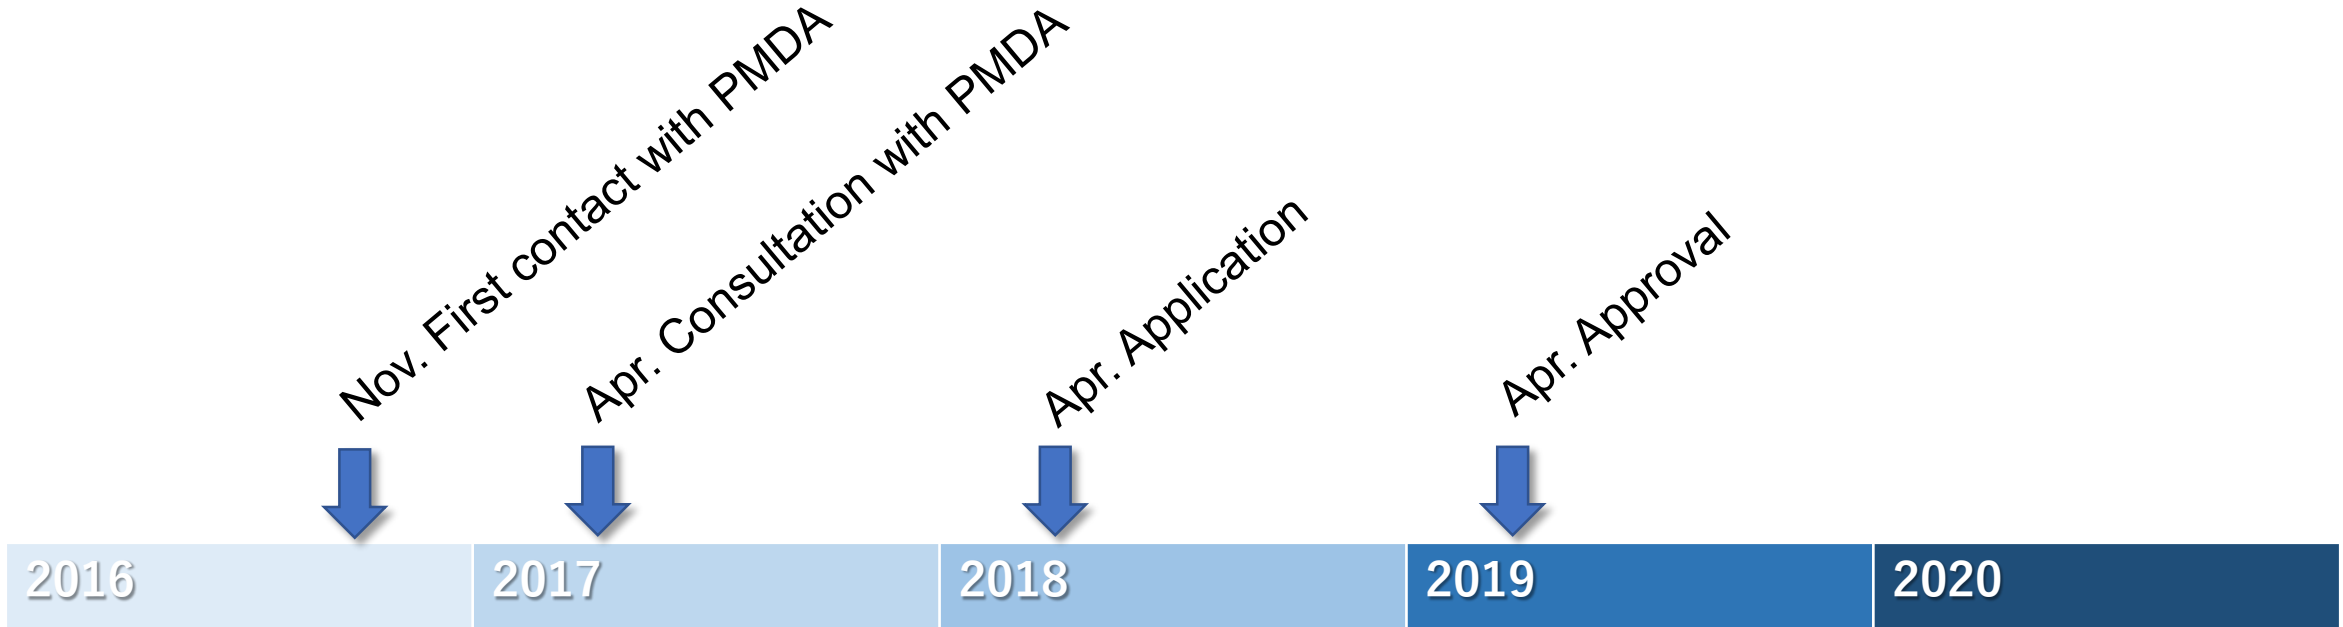 Nov. First contact with PMDA
Apr. Consultation with PMDA
Apr. Application
Apr. Approval
2016
2017
2018
2019
2020